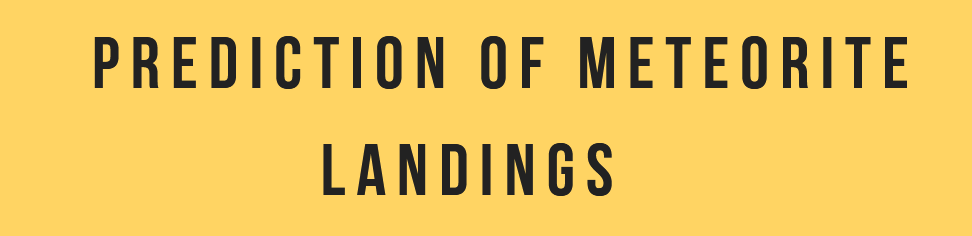 PREDICTION OF METEORITE
LANDINGS